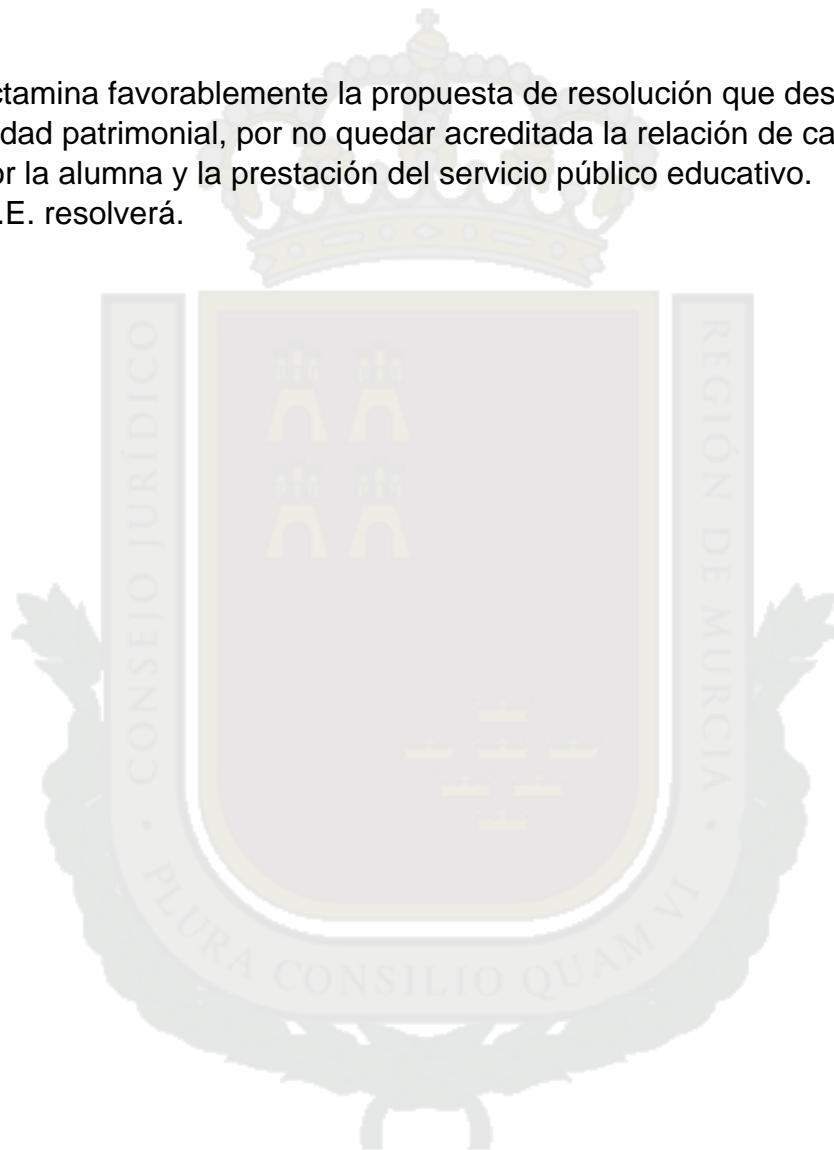 ctamina favorablemente la propuesta de resolución que des
dad patrimonial, por no quedar acreditada la relación de ca
or la alumna y la prestación del servicio público educativo.
.E. resolverá.
CONSEJO JURÍDICO
REGIÓN DE MURCIA
PLURA CONSILIO QUAM VI